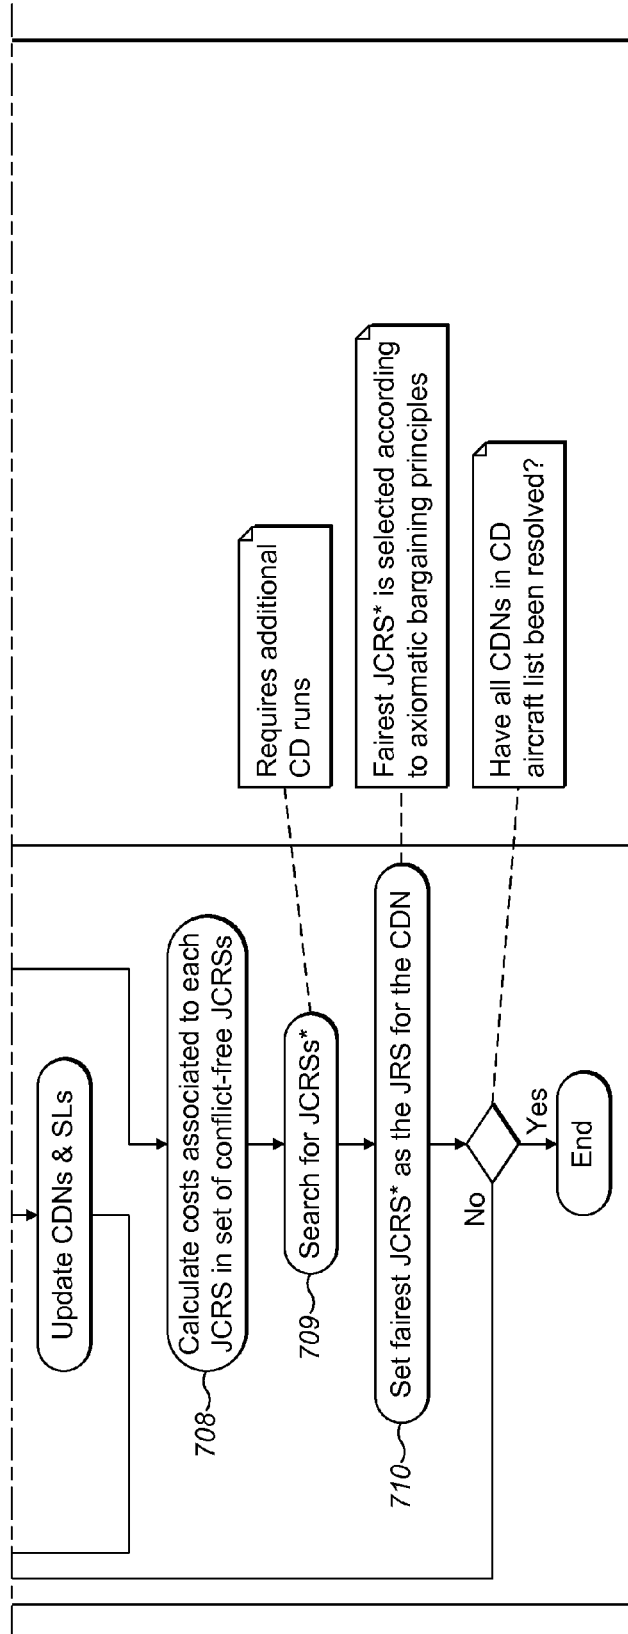 Update CDNs & SLs
Calculate costs associated to each
JCRS in set of conflict-free JCRSs
708
Requires additional
CD runs
Search for JCRSs*
709
Fairest JCRS* is selected according
to axiomatic bargaining principles
Set fairest JCRS* as the JRS for the CDN
710
Have all CDNs in CD
aircraft list been resolved?
No
Yes
End